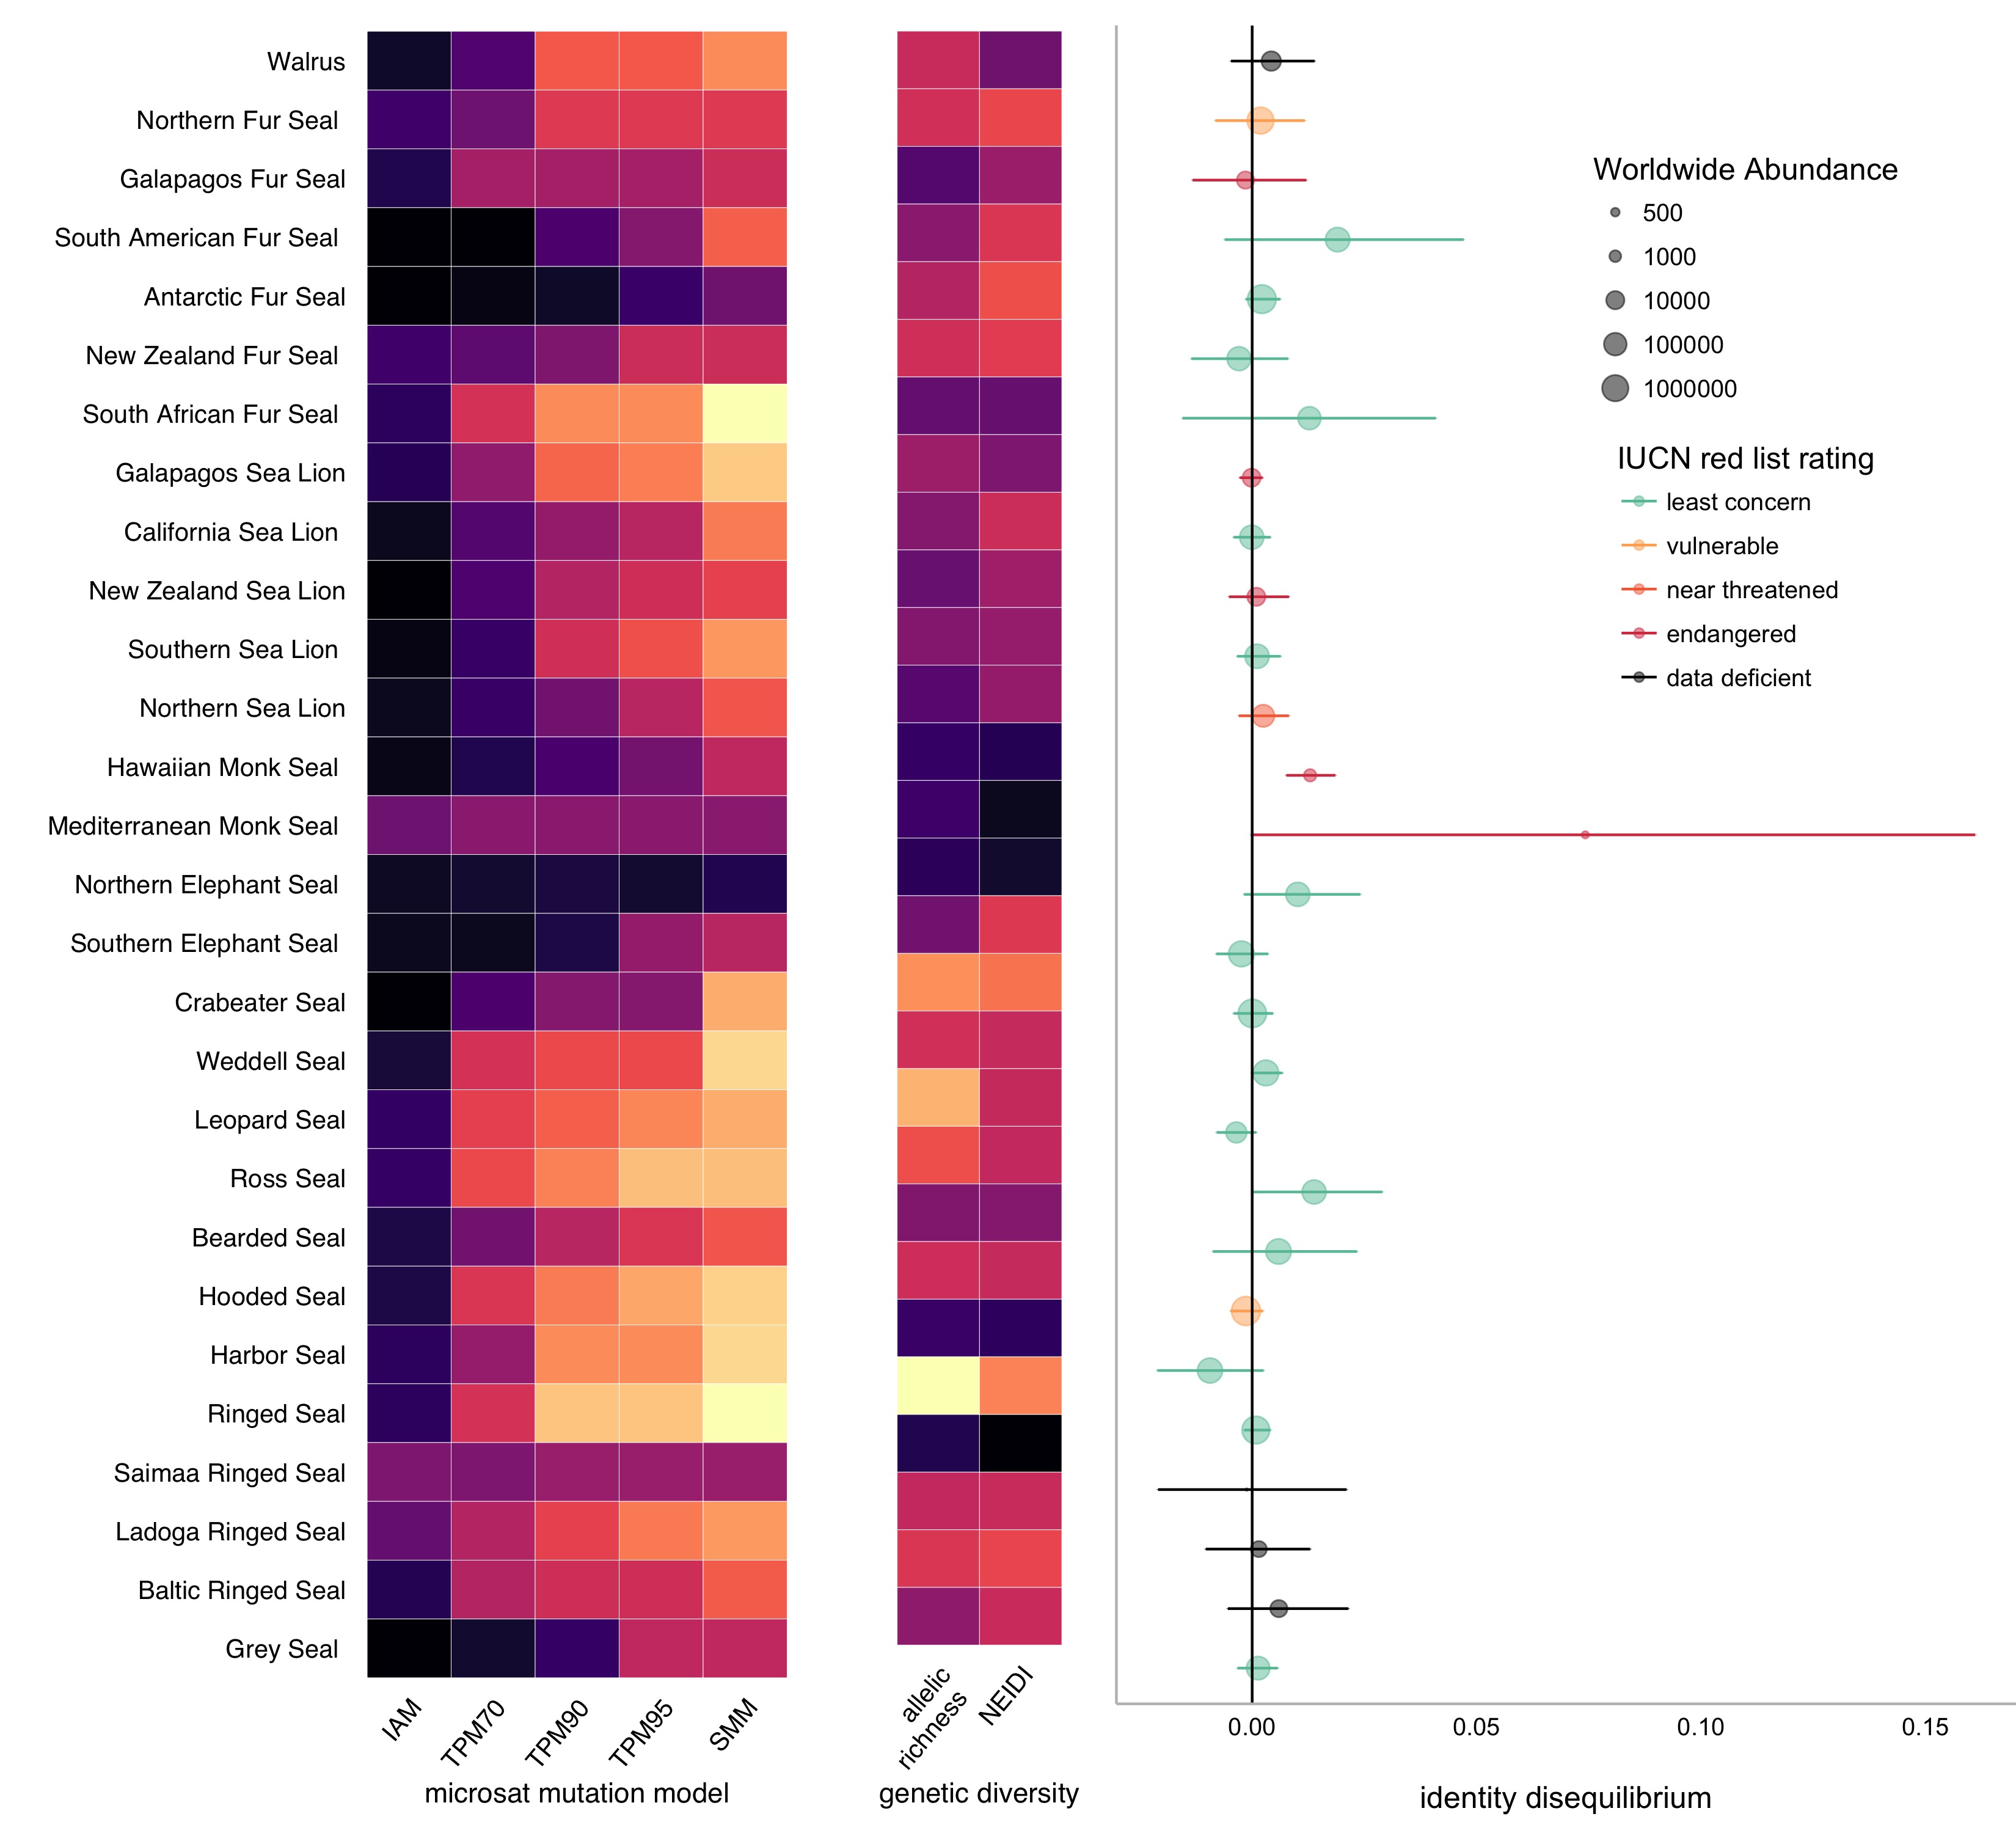 Walrus
Northern Fur Seal
Galapagos Fur Seal
South American Fur Seal
Antarctic Fur Seal
New Zealand Fur Seal
South African Fur Seal
Galapagos Sea Lion
California Sea Lion
New Zealand Sea Lion
Southern Sea Lion
Northern Sea Lion
Hawaiian Monk Seal
Mediterranean Monk Seal
Northern Elephant Seal
Southern Elephant Seal
Crabeater Seal
Weddell Seal
Leopard Seal
Ross Seal
Bearded Seal
Hooded Seal
Harbor Seal
Ringed Seal
Saimaa Ringed Seal
Ladoga Ringed Seal
Baltic Ringed Seal
Grey Seal
IAM
TPM70
TPM90
TPM95
SMM
microsat mutation model
allelic
richness
NEIDI
genetic diversity
Worldwide Abundance
500
1000
10000
100000
1000000
IUCN red list rating
least concern
vulnerable
near threatened
endangered
data deficient
0.00
0.05
0.10
0.15
identity disequilibrium